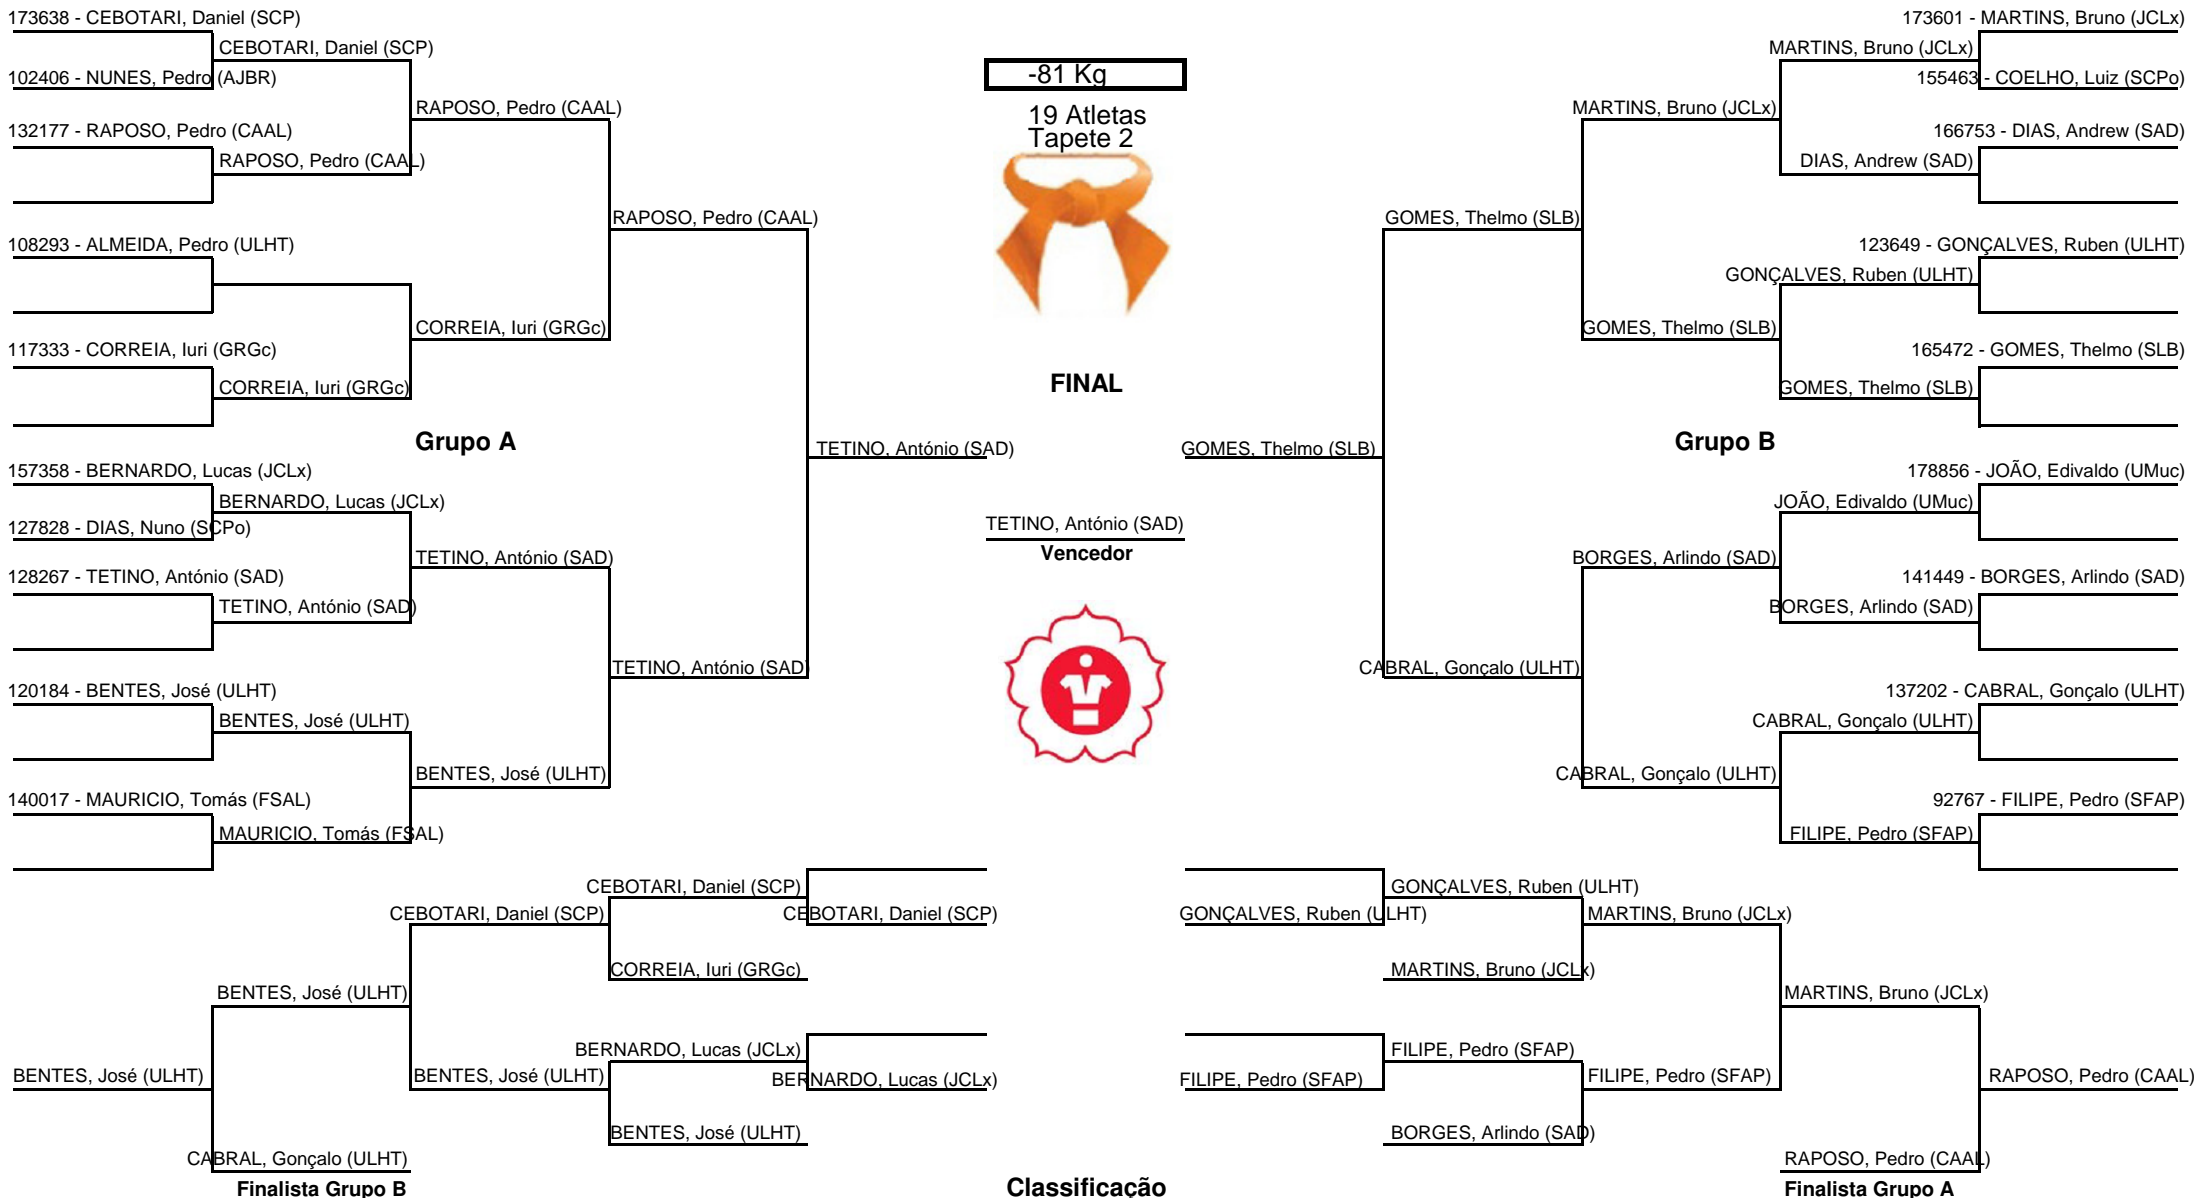 173638 - CEBOTARI, Daniel (SCP)
CEBOTARI, Daniel (SCP)
102406 - NUNES, Pedro (AJBR)
RAPOSO, Pedro (CAAL)
132177 - RAPOSO, Pedro (CAAL)
RAPOSO, Pedro (CAAL)
RAPOSO, Pedro (CAAL)
108293 - ALMEIDA, Pedro (ULHT)
CORREIA, Iuri (GRGc)
117333 - CORREIA, Iuri (GRGc)
CORREIA, Iuri (GRGc)
Grupo A
TETINO, António (SAD)
157358 - BERNARDO, Lucas (JCLx)
BERNARDO, Lucas (JCLx)
127828 - DIAS, Nuno (SCPo)
TETINO, António (SAD)
128267 - TETINO, António (SAD)
TETINO, António (SAD)
TETINO, António (SAD)
120184 - BENTES, José (ULHT)
BENTES, José (ULHT)
BENTES, José (ULHT)
140017 - MAURICIO, Tomás (FSAL)
MAURICIO, Tomás (FSAL)
-81 Kg
19 Atletas
Tapete 2
FINAL
TETINO, António (SAD)
Vencedor
173601 - MARTINS, Bruno (JCLx)
MARTINS, Bruno (JCLx)
155463 - COELHO, Luiz (SCPo)
MARTINS, Bruno (JCLx)
166753 - DIAS, Andrew (SAD)
DIAS, Andrew (SAD)
GOMES, Thelmo (SLB)
123649 - GONÇALVES, Ruben (ULHT)
GONÇALVES, Ruben (ULHT)
GOMES, Thelmo (SLB)
165472 - GOMES, Thelmo (SLB)
GOMES, Thelmo (SLB)
Grupo B
GOMES, Thelmo (SLB)
178856 - JOÃO, Edivaldo (UMuc)
JOÃO, Edivaldo (UMuc)
BORGES, Arlindo (SAD)
141449 - BORGES, Arlindo (SAD)
BORGES, Arlindo (SAD)
CABRAL, Gonçalo (ULHT)
137202 - CABRAL, Gonçalo (ULHT)
CABRAL, Gonçalo (ULHT)
CABRAL, Gonçalo (ULHT)
92767 - FILIPE, Pedro (SFAP)
FILIPE, Pedro (SFAP)
CEBOTARI, Daniel (SCP)
CEBOTARI, Daniel (SCP)
CEBOTARI, Daniel (SCP)
CORREIA, Iuri (GRGc)
BENTES, José (ULHT)
BERNARDO, Lucas (JCLx)
BENTES, José (ULHT)
BENTES, José (ULHT)
BERNARDO, Lucas (JCLx)
BENTES, José (ULHT)
CABRAL, Gonçalo (ULHT)
Finalista Grupo B
GONÇALVES, Ruben (ULHT)
GONÇALVES, Ruben (ULHT)
MARTINS, Bruno (JCLx)
MARTINS, Bruno (JCLx)
MARTINS, Bruno (JCLx)
FILIPE, Pedro (SFAP)
FILIPE, Pedro (SFAP)
FILIPE, Pedro (SFAP)
RAPOSO, Pedro (CAAL)
BORGES, Arlindo (SAD)
RAPOSO, Pedro (CAAL)
Finalista Grupo A
Classificação